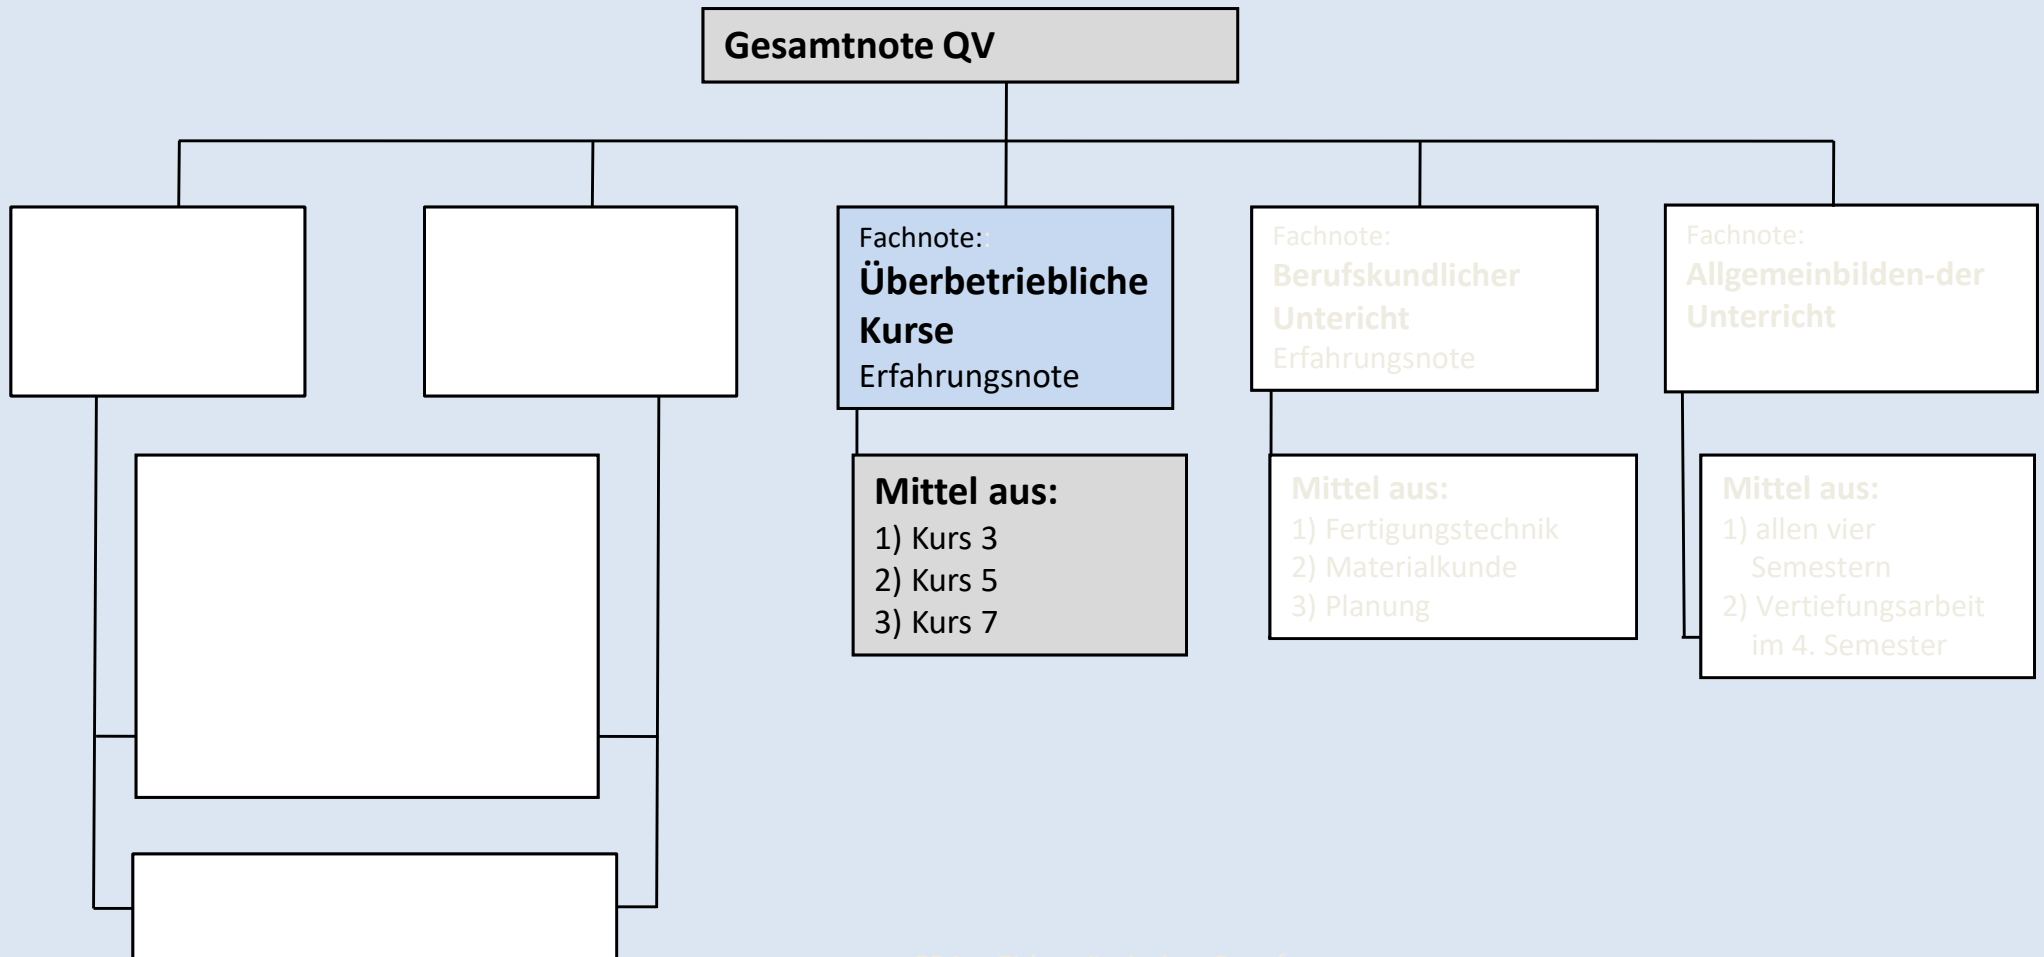 Gesamtnote QV
Fachnote::
Überbetriebliche
Kurse
Erfahrungsnote
Fachnote:
Berufskundlicher
Untericht
Erfahrungsnote
Fachnote:
Allgemeinbilden-der
Unterricht
Mittel aus:
1) Kurs 3
2) Kurs 5
3) Kurs 7
Mittel aus:
1) Fertigungstechnik
2) Materialkunde
3) Planung
Mittel aus:
1) allen vier
Semestern
2) Vertiefungsarbeit
im 4. Semester